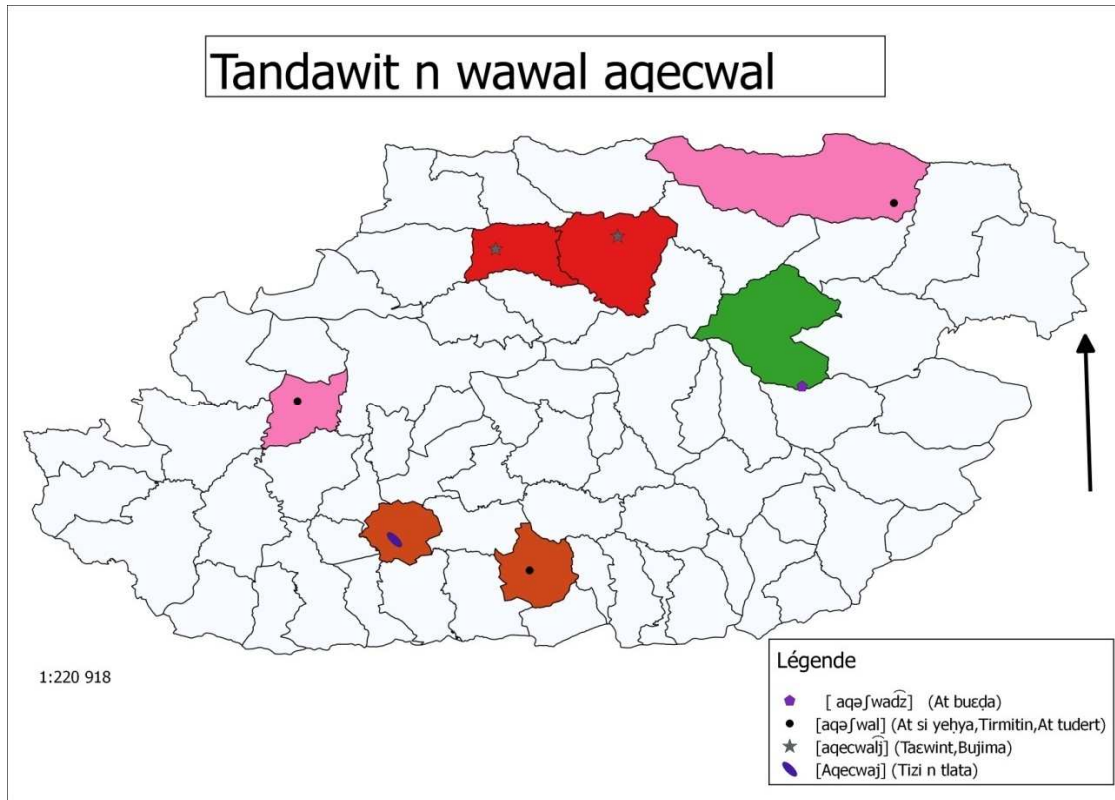 Tandawit n wawal aqecwal
1:220 918
Légende
[ aqəʃwad͡z] (At buɛḍa)
[aqəʃwal] (At si yeḥya,Tirmitin,At tudert)
[aqecwalj͡] (Taɛwint,Bujima)
[Aqecwaj] (Tizi n tlata)